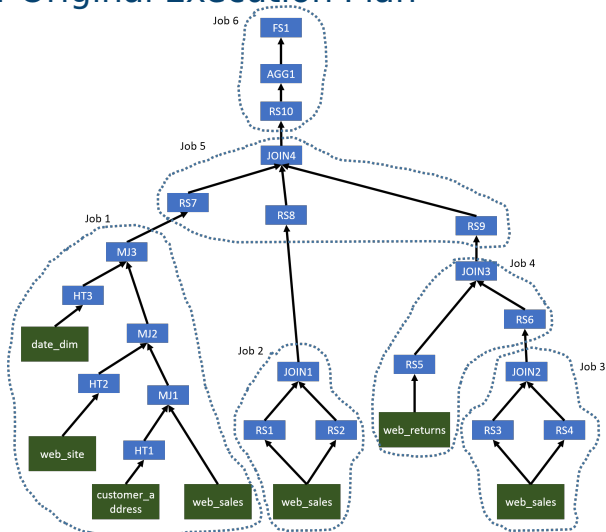 Original Execution Plan
Job 6
FS1
AGG1
RS10
Job 5
JOIN4
RS7
RS8
RS9
Job 1
MJ3
JOIN3
Job 4
HT3
RS6
date_dim
MJ2
Job 2
RS5
JOIN1
JOIN2
Job 3
HT2
MJ1
RS1
RS2
web_returns
RS3
RS4
web_site
HT1
customer_a
ddress
web_sales
web_sales
web_sales